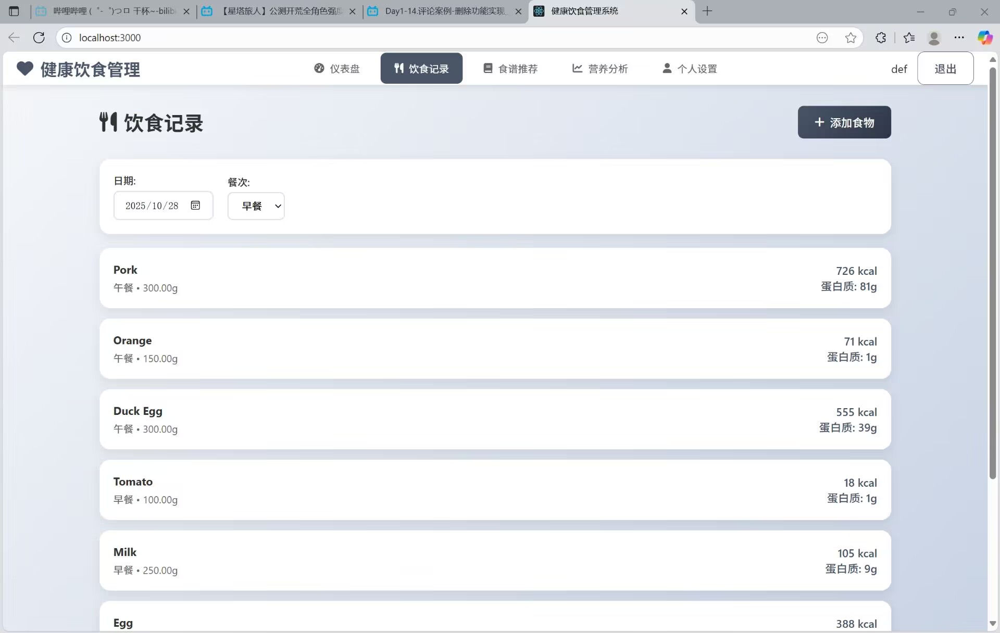 哔哩哔哩 (゜-゜)つロ 干杯~-bilibi
【星塔旅人】公测开荒全角色强度
Day1-14.评论案例-删除功能实现_
健康饮食管理系统
localhost:3000
健康饮食管理
仪表盘
饮食记录
食谱推荐
营养分析
个人设置
def
退出
饮食记录
+ 添加食物
日期:
餐次:
2025/10/28
早餐
Pork
726 kcal
午餐 • 300.00g
蛋白质: 81g
Orange
71 kcal
午餐 • 150.00g
蛋白质: 1g
Duck Egg
555 kcal
午餐 • 300.00g
蛋白质: 39g
Tomato
18 kcal
早餐 • 100.00g
蛋白质: 1g
Milk
105 kcal
早餐 • 250.00g
蛋白质: 9g
Egg
388 kcal